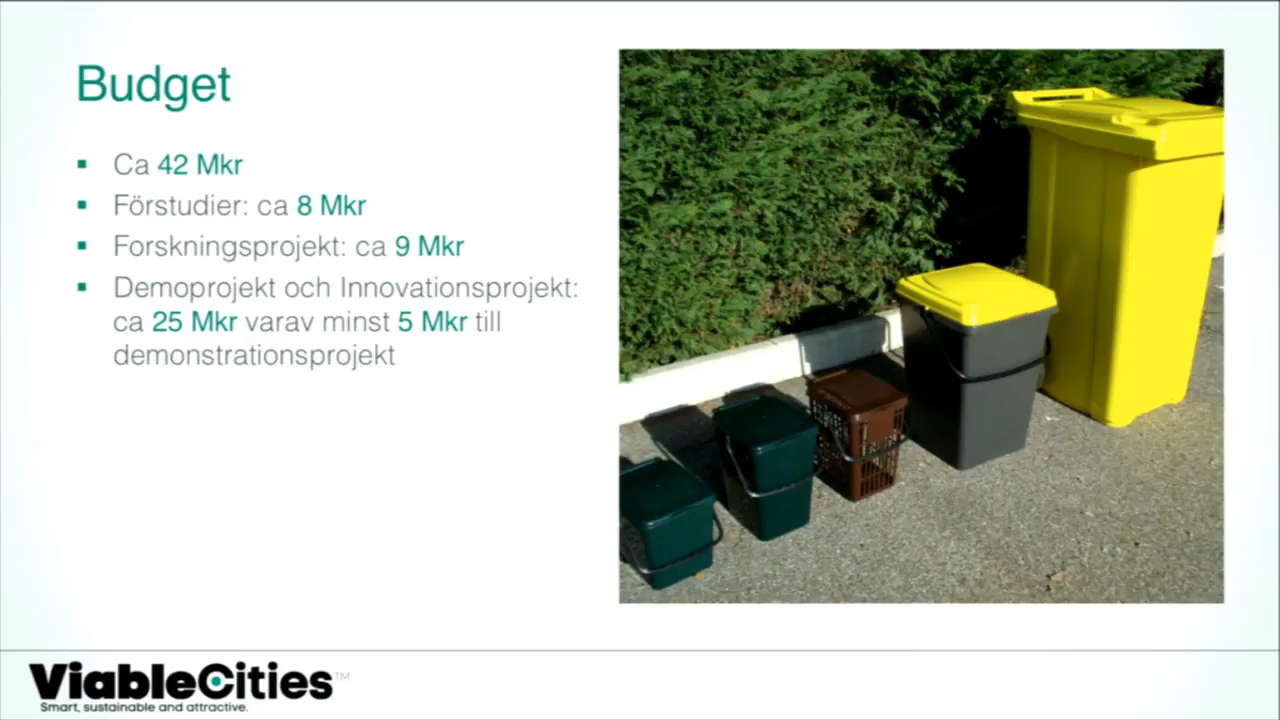 Budget
▪ Ca 42 Mkr
▪ Förstudier: ca 8 Mkr
▪ Forskningsprojekt: ca 9 Mkr
▪ Demoprojekt och Innovationsprojekt:
ca 25 Mkr varav minst 5 Mkr till
demonstrationsprojekt
ViableCities™
Smart, sustainable and attractive.